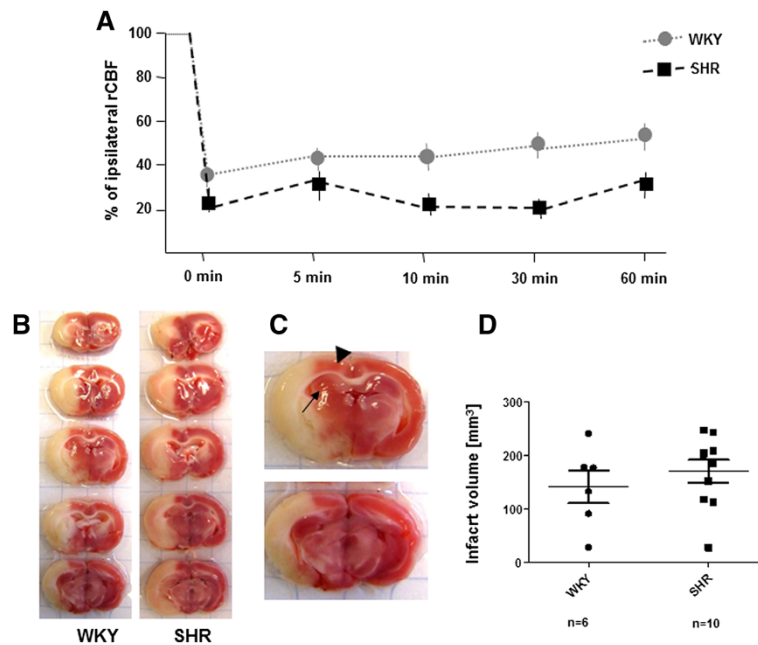 A
WKY
SHR
% of ipsilateral rCBF
100
80
60
40
20
0 min 5 min 10 min 30 min 60 min
B
WKY SHR
C
D
Infacrt volume [mm³]
300
200
100
0
WKY SHR
n=6 n=10